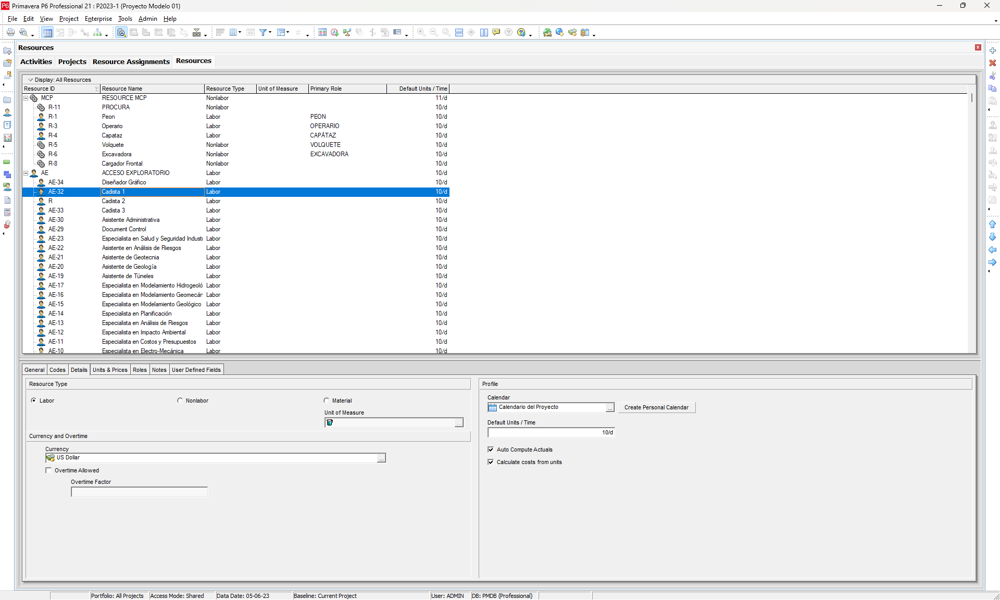 Primavera P6 Professional 21 : P2023-1 (Proyecto Modelo 01)
File Edit View Project Enterprise Tools Admin Help
Resources
Activities Projects Resource Assignments Resources
Display: All Resources
Resource ID Resource Name Resource Type Unit of Measure Primary Role Default Units / Time
MCP RESOURCE MCP Nonlabor 11/d
R-11 PROCURA Nonlabor 10/d
R-1 Peon Labor PEON 10/d
R-3 Operario Labor OPERARIO 10/d
R-4 Capataz Labor CAPÁTAZ 10/d
R-5 Volquete Nonlabor VOLQUETE 10/d
R-6 Excavadora Nonlabor EXCAVADORA 10/d
R-8 Cargador Frontal Nonlabor 10/d
AE ACCESO EXPLORATORIO Labor 10/d
AE-34 Diseñador Gráfico Labor 10/d
AE-32 Cadista 1 Labor 10/d
R Cadista 2 Labor 10/d
AE-33 Cadista 3 Labor 10/d
AE-30 Asistente Administrativa Labor 10/d
AE-29 Document Control Labor 10/d
AE-23 Especialista en Salud y Seguridad Industi Labor 10/d
AE-22 Asistente en Análisis de Riesgos Labor 10/d
AE-21 Asistente de Geotecnia Labor 10/d
AE-20 Asistente de Geología Labor 10/d
AE-19 Asistente de Túneles Labor 10/d
AE-17 Especialista en Modelamiento Hidrogeoló Labor 10/d
AE-16 Especialista en Modelamiento Geomecár Labor 10/d
AE-15 Especialista en Modelamiento Geológico Labor 10/d
AE-14 Especialista en Planificación Labor 10/d
AE-13 Especialista en Análisis de Riesgos Labor 10/d
AE-12 Especialista en Impacto Ambiental Labor 10/d
AE-11 Especialista en Costos y Presupuestos Labor 10/d
AE-10 Especialista en Electro-Mecánica Labor 10/d
General Codes Details Units & Prices Roles Notes User Defined Fields
Resource Type
Labor Nonlabor Material
Unit of Measure
Currency and Overtime
Currency
US Dollar ...
Overtime Allowed
Overtime Factor
Profile
Calendar
Calendario del Proyecto ... Create Personal Calendar
Default Units / Time
10/d
Auto Compute Actuals
Calculate costs from units
Portfolio: All Projects Access Mode: Shared Data Date: 05-06-23 Baseline: Current Project User: ADMIN DB: PMDB (Professional)